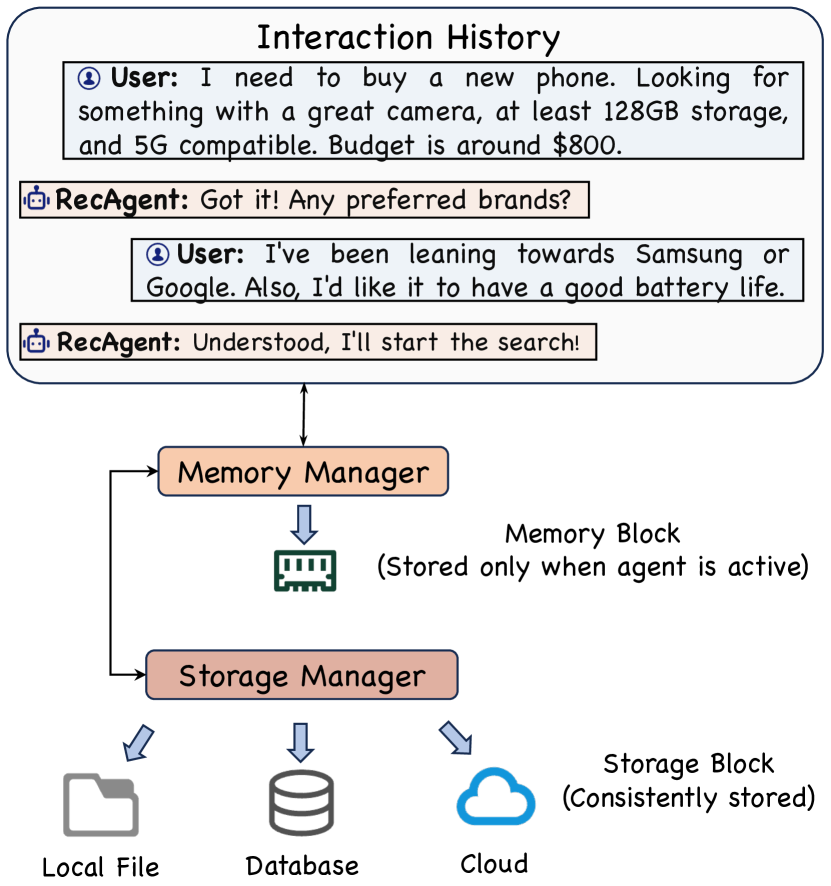 Interaction History
User: I need to buy a new phone. Looking for
something with a great camera, at least 128GB storage,
and 5G compatible. Budget is around $800.
RecAgent: Got it! Any preferred brands?
User: I've been leaning towards Samsung or
Google. Also, I'd like it to have a good battery life.
RecAgent: Understood, I'll start the search!
Memory Manager
Memory Block
(Stored only when agent is active)
Storage Manager
Storage Block
(Consistently stored)
Local File
Database
Cloud